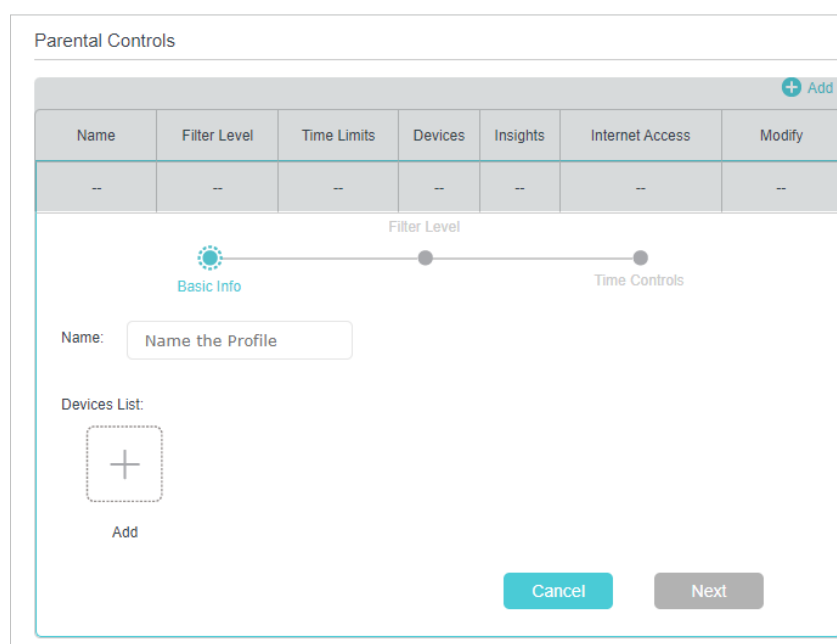 Parental Controls
Add
Name Filter Level Time Limits Devices Insights Internet Access Modify
-- -- -- -- -- -- --
Filter Level
Basic Info
Time Controls
Name: Name the Profile
Devices List:
Add
Cancel Next